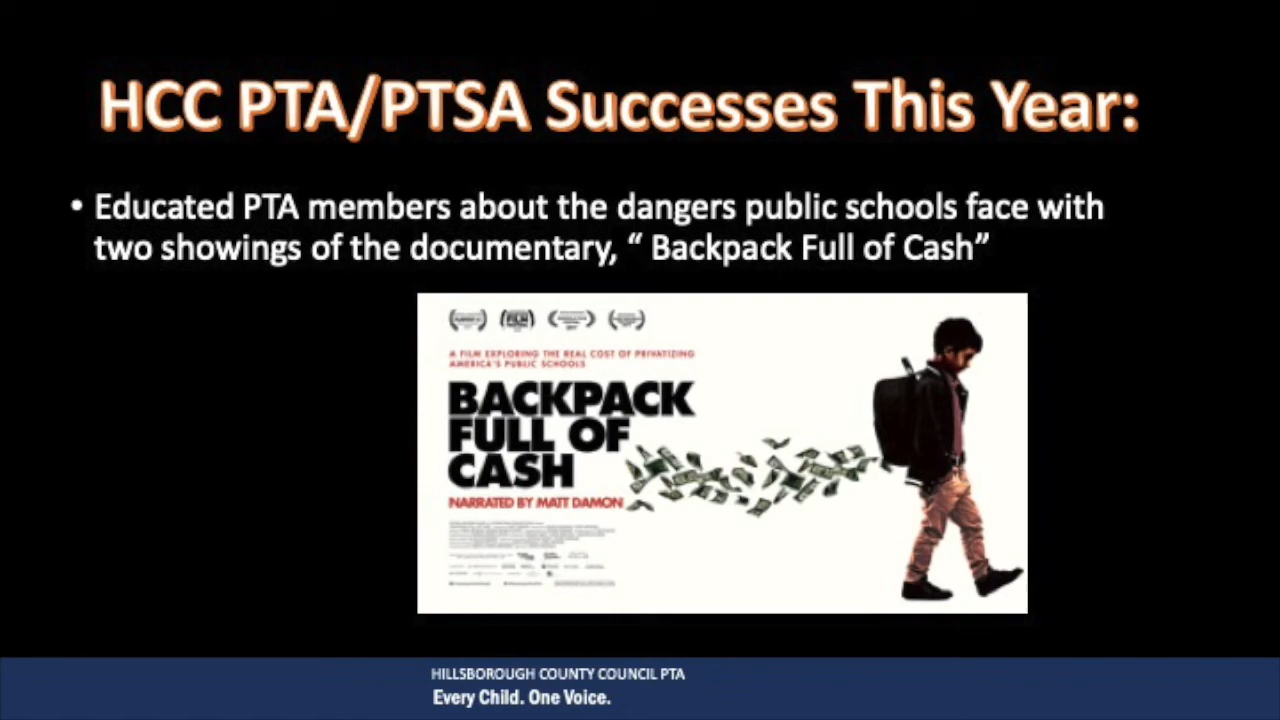 HCC PTA/PTSA Successes This Year:
• Educated PTA members about the dangers public schools face with
two showings of the documentary, “ Backpack Full of Cash”
FILM
A FILM EXPLORING THE REAL COST OF PRIVATIZING
AMERICA'S PUBLIC SCHOOLS
BACKPACK
FULL OF
CASH
NARRATED BY MATT DAMON
HILLSBOROUGH COUNTY COUNCIL PTA
Every Child. One Voice.